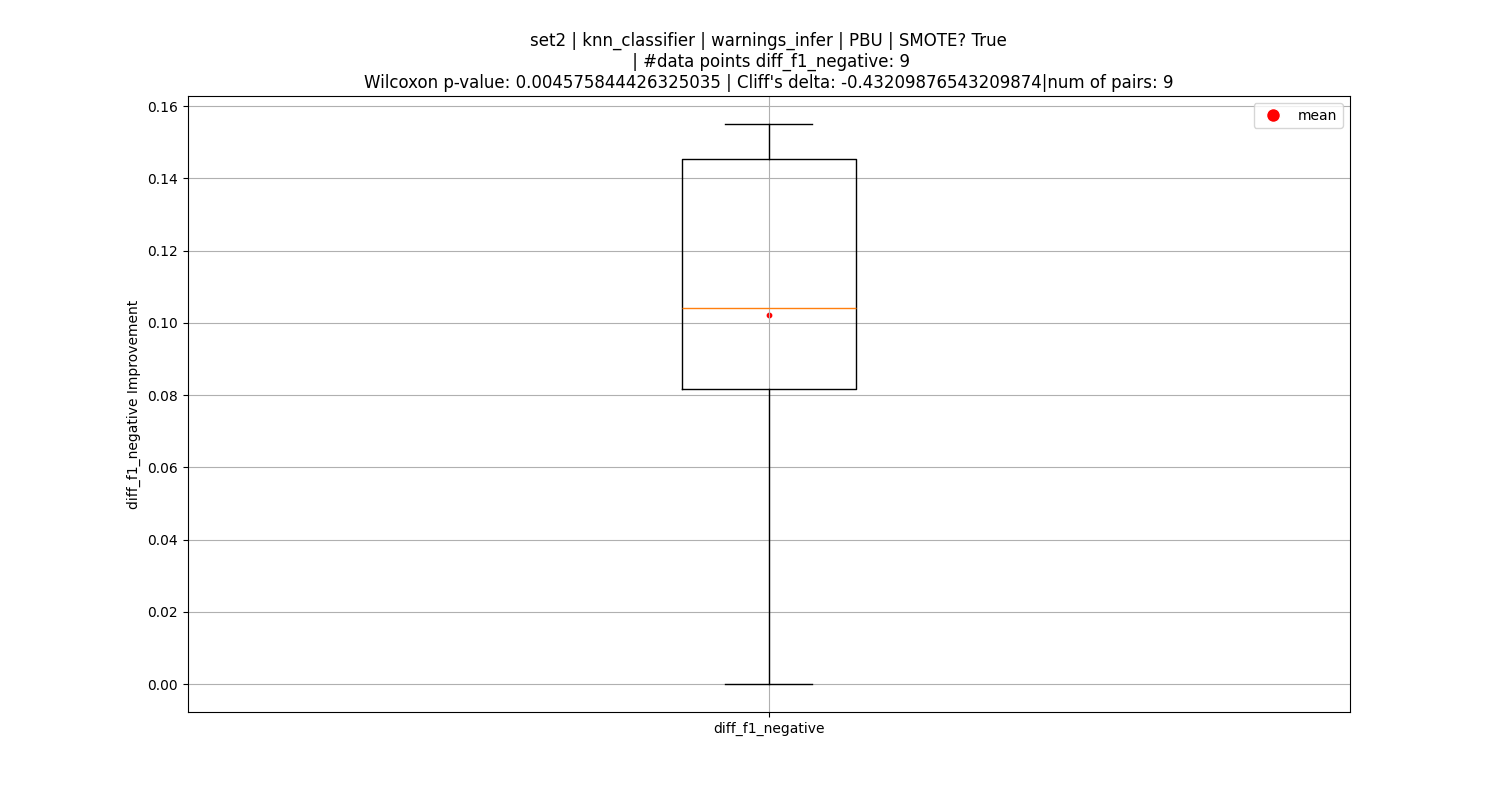 set2 | knn_classifier | warnings_infer | PBU | SMOTE? True
| #data points diff_f1_negative: 9
Wilcoxon p-value: 0.004575844426325035 | Cliff's delta: -0.43209876543209874|num of pairs: 9
mean
0.16
0.14
0.12
0.10
0.08
0.06
0.04
0.02
0.00
diff_f1_negative Improvement
diff_f1_negative